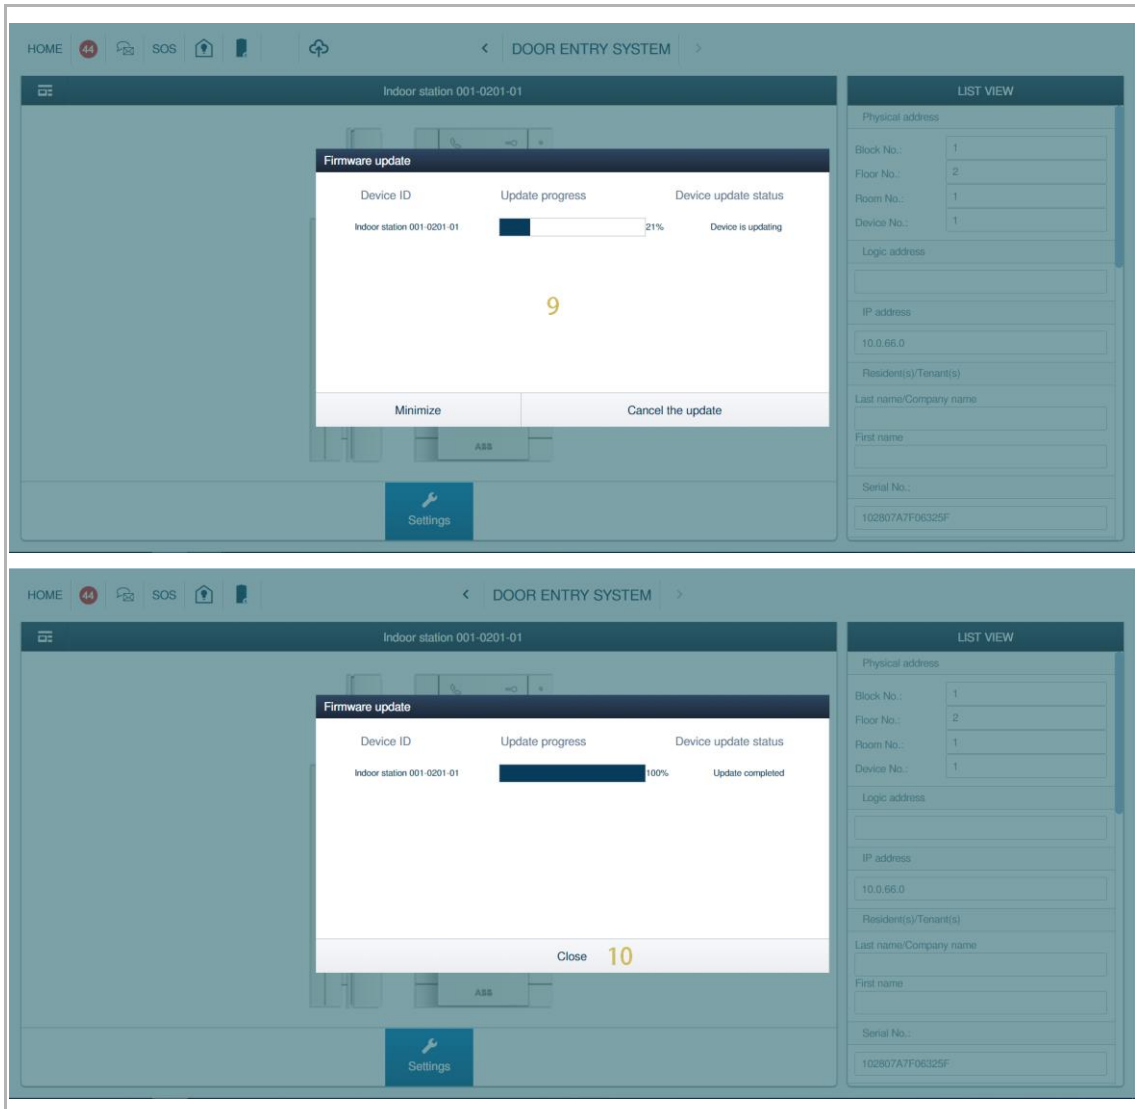 HOME 44 SOS < DOOR ENTRY SYSTEM >
Indoor station 001-0201-01
LIST VIEW
Firmware update
Device ID Update progress Device update status
Indoor station 001-0201-01 21% Device is updating
9
Minimize Cancel the update
ABB
Settings
Physical address
Block No.: 1
Floor No.: 2
Room No.: 1
Device No.: 1
Logic address
IP address
10.0.66.0
Resident(s)/Tenant(s)
Last name/Company name
First name
Serial No.:
102807A7F06325F
HOME 44 SOS < DOOR ENTRY SYSTEM >
Indoor station 001-0201-01
LIST VIEW
Firmware update
Device ID Update progress Device update status
Indoor station 001-0201-01 100% Update completed
Close 10
ABB
Settings
Physical address
Block No.: 1
Floor No.: 2
Room No.: 1
Device No.: 1
Logic address
IP address
10.0.66.0
Resident(s)/Tenant(s)
Last name/Company name
First name
Serial No.:
102807A7F06325F